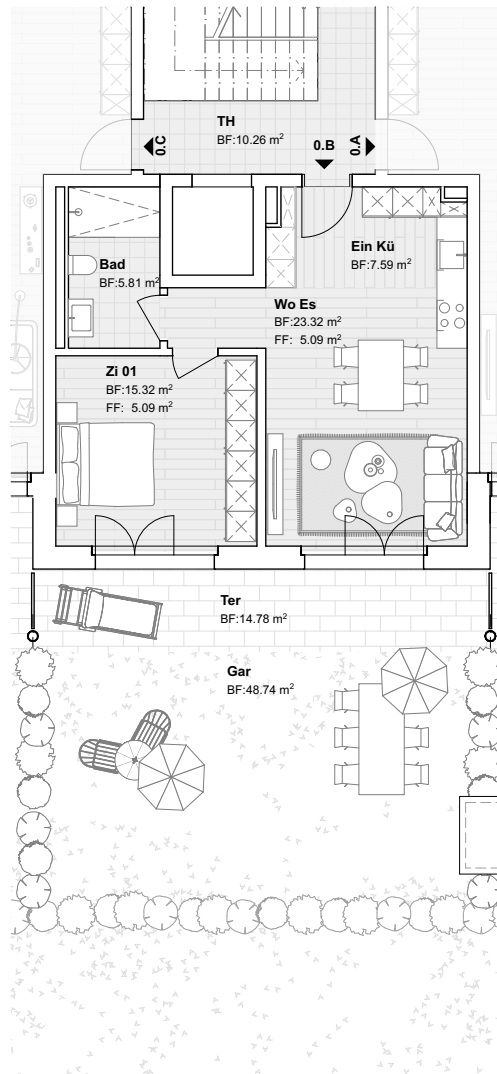 TH
BF:10.26 m²
0.C
0.B
0.A
Ein Kü
BF:7.59 m²
Bad
BF:5.81 m²
Wo Es
BF:23.32 m²
FF: 5.09 m²
Zi 01
BF:15.32 m²
FF: 5.09 m²
Ter
BF:14.78 m²
Gar
BF:48.74 m²